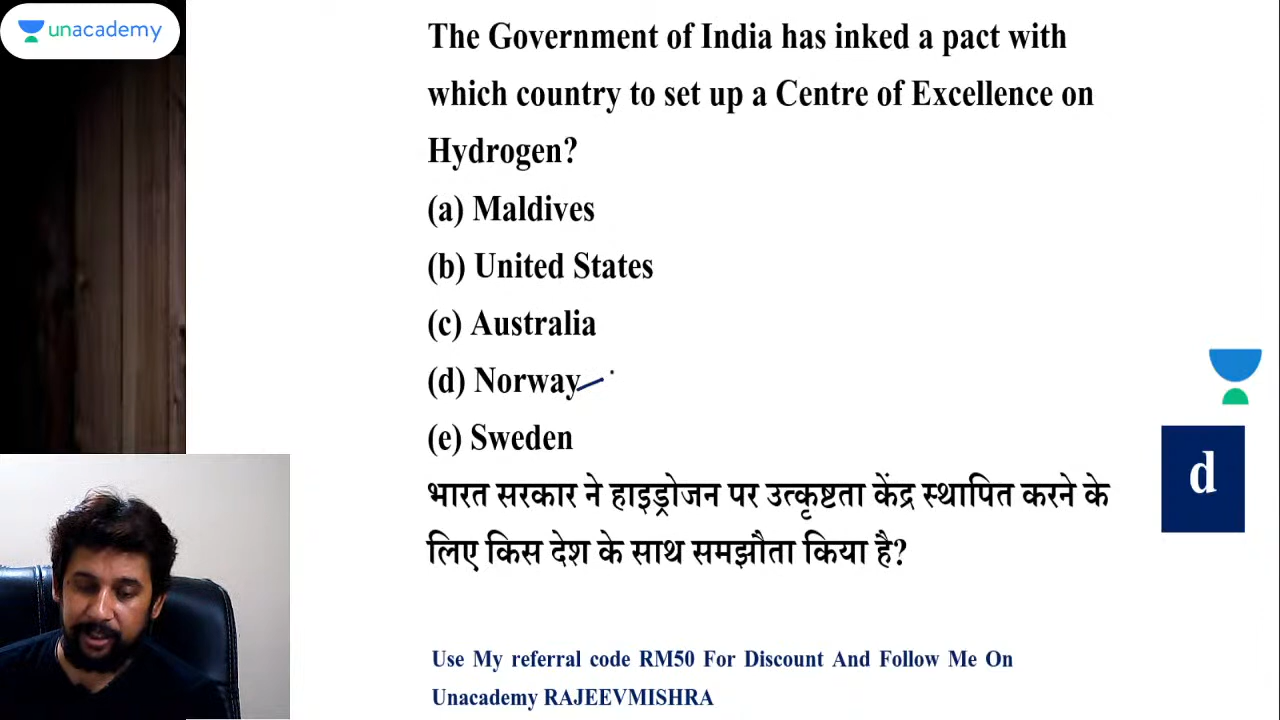 unacademy
The Government of India has inked a pact with
which country to set up a Centre of Excellence on
Hydrogen?
(a) Maldives
(b) United States
(c) Australia
(d) Norway
(e) Sweden
d
भारत सरकार ने हाइड्रोजन पर उत्कृष्टता केंद्र स्थापित करने के
लिए किस देश के साथ समझौता किया है?
Use My referral code RM50 For Discount And Follow Me On
Unacademy RAJEEVMISHRA